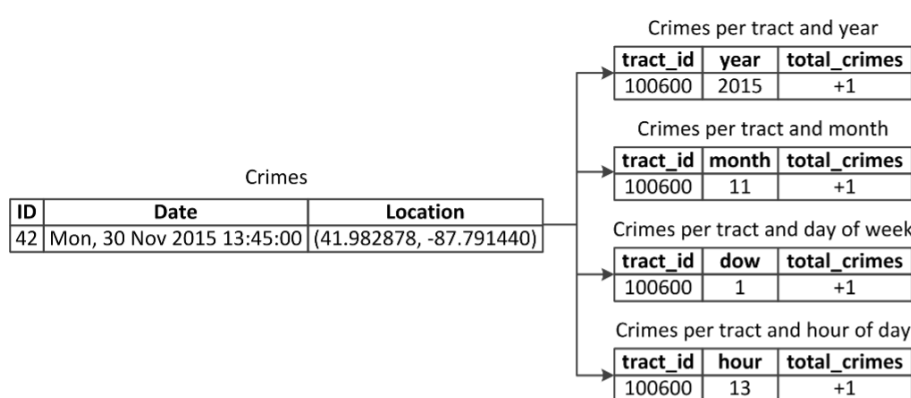 Crimes per tract and year
tract_id year total_crimes
100600 2015 +1
Crimes per tract and month
tract_id month total_crimes
100600 11 +1
Crimes
ID Date Location
42 Mon, 30 Nov 2015 13:45:00 (41.982878, -87.791440)
Crimes per tract and day of week
tract_id dow total_crimes
100600 1 +1
Crimes per tract and hour of day
tract_id hour total_crimes
100600 13 +1